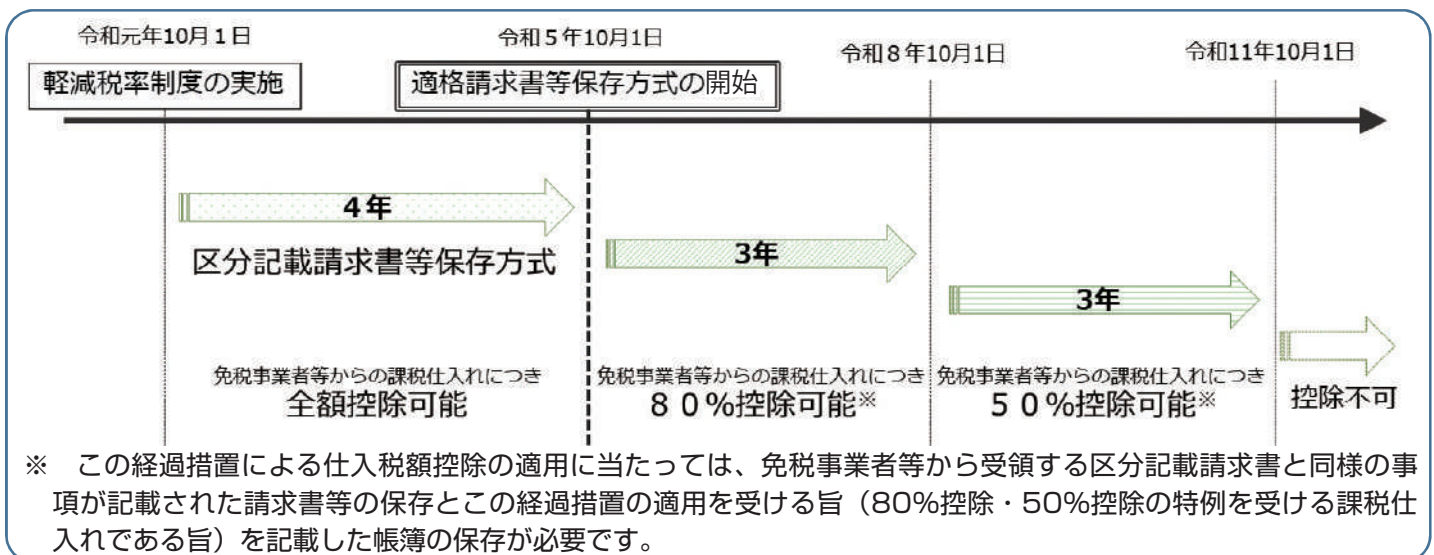 令和元年10月1日
令和5年10月1日
令和8年10月1日
令和11年10月1日
軽減税率制度の実施
適格請求書等保存方式の開始
4年
区分記載請求書等保存方式
3年
3年
免税事業者等からの課税仕入れにつき
全額控除可能
免税事業者等からの課税仕入れにつき
80%控除可能※
免税事業者等からの課税仕入れにつき
50%控除可能※
控除不可
※ この経過措置による仕入税額控除の適用に当たっては、免税事業者等から受領する区分記載請求書と同様の事
項が記載された請求書等の保存とこの経過措置の適用を受ける旨(80%控除・50%控除の特例を受ける課税仕
入れである旨)を記載した帳簿の保存が必要です。